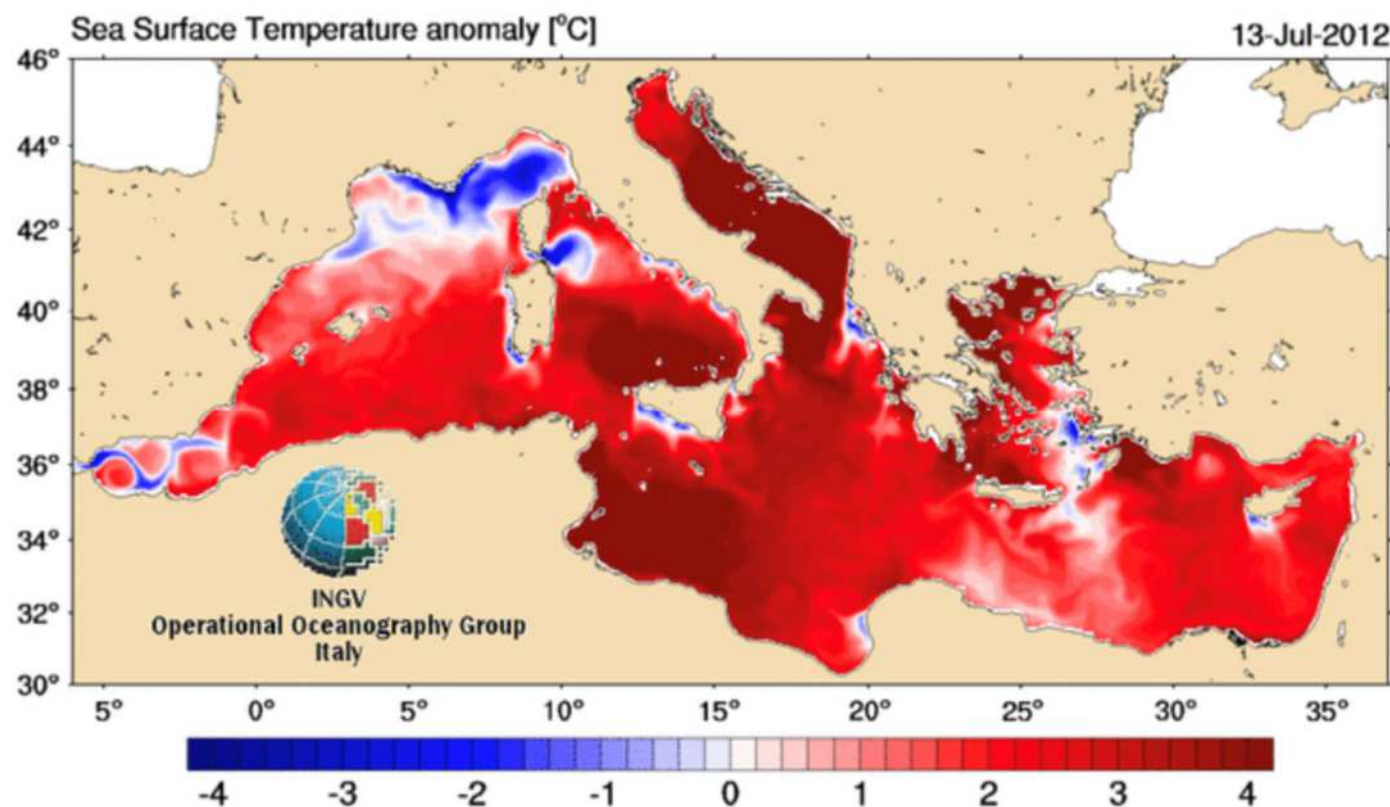 Sea Surface Temperature anomaly [°C]
13-Jul-2012
46°
44°
42°
40°
38°
36°
34°
32°
30°
INGV
Operational Oceanography Group
Italy
5° 0° 5° 10° 15° 20° 25° 30° 35°
-4 -3 -2 -1 0 1 2 3 4